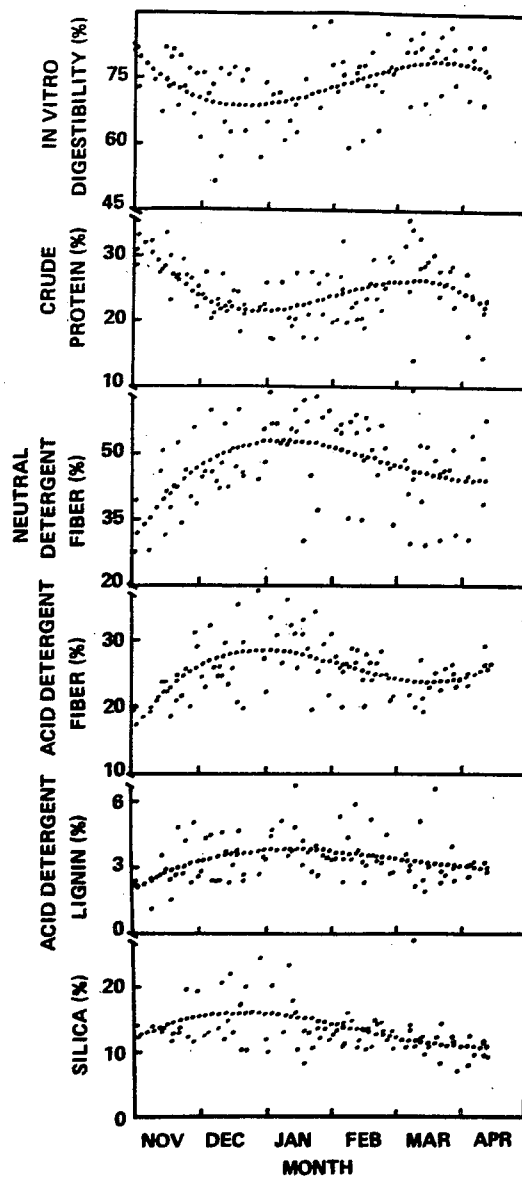 IN VITRO
DIGESTIBILITY (%)
75
60
45
CRUDE
PROTEIN (%)
30
20
10
NEUTRAL
DETERGENT
FIBER (%)
50
35
20
ACID DETERGENT
FIBER (%)
30
20
10
ACID DETERGENT
LIGNIN (%)
6
3
0
SILICA (%)
20
10
0
NOV DEC JAN FEB MAR APR
MONTH